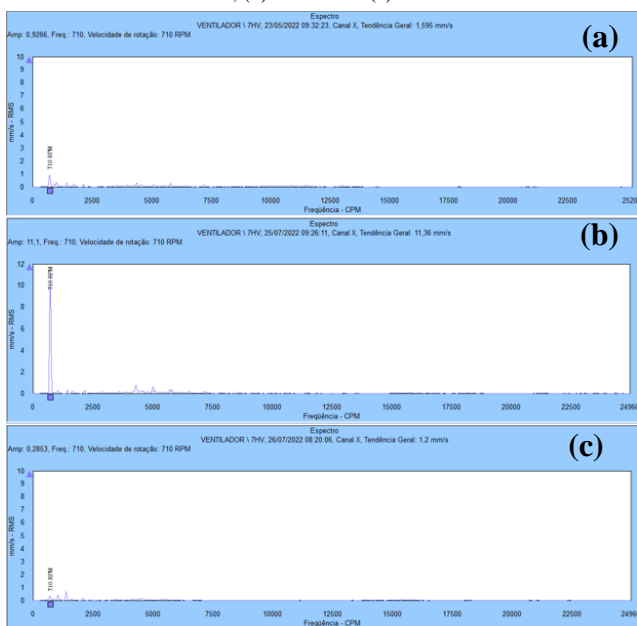 Espectro
VENTILADOR \ 7HV, 23/05/2022 09:32:23, Canal X, Tendência Geral: 1,595 mm/s
Amp: 0,9266, Freq.: 710, Velocidade de rotação: 710 RPM
(a)
10
9
8
7
6
5
4
3
2
1
0
mm/s - RMS
710 RPM
0 2500 5000 7500 10000 12500 15000 17500 20000 22500 2520
Freqüência - CPM
Espectro
VENTILADOR \ 7HV, 25/07/2022 09:26:11, Canal X, Tendência Geral: 11,36 mm/s
Amp: 11,1, Freq.: 710, Velocidade de rotação: 710 RPM
(b)
12
10
8
6
4
2
0
mm/s - RMS
710 RPM
0 2500 5000 7500 10000 12500 15000 17500 20000 22500 24960
Freqüência - CPM
Espectro
VENTILADOR \ 7HV, 26/07/2022 08:20:06, Canal X, Tendência Geral: 1,2 mm/s
Amp: 0,2853, Freq.: 710, Velocidade de rotação: 710 RPM
(c)
10
9
8
7
6
5
4
3
2
1
0
mm/s - RMS
710 RPM
0 2500 5000 7500 10000 12500 15000 17500 20000 22500 24960
Freqüência - CPM